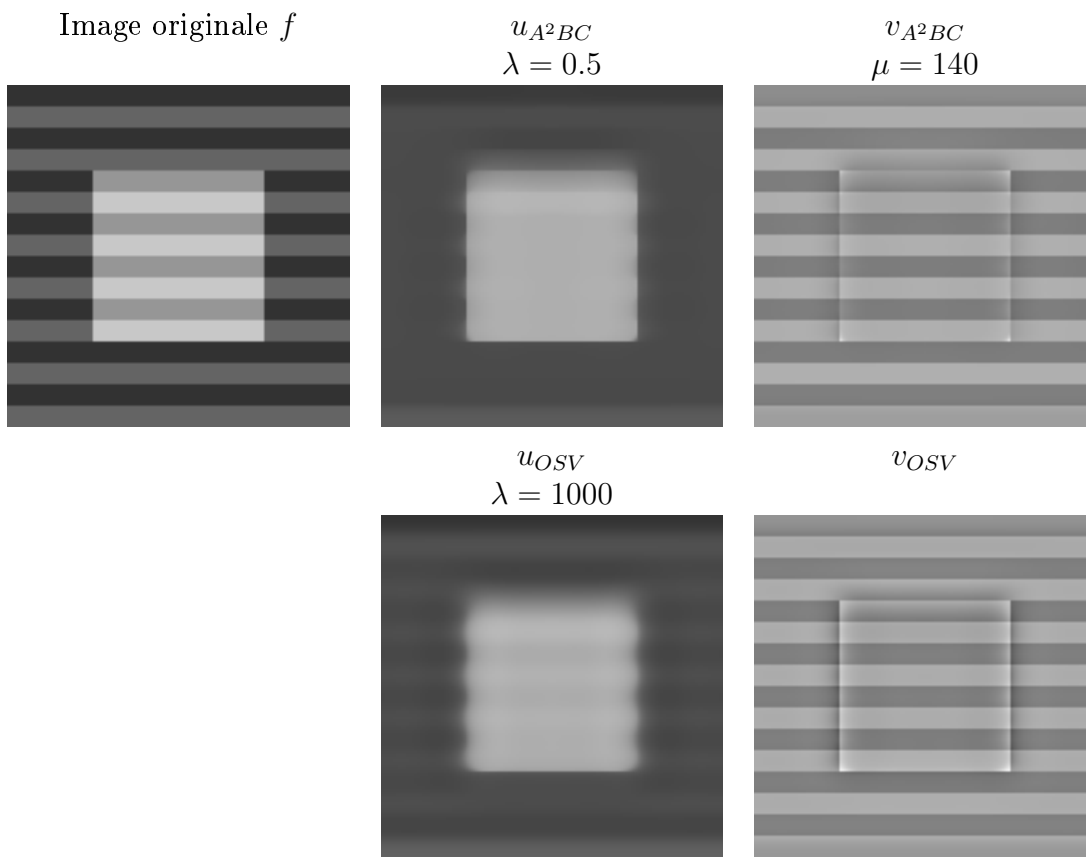 Image originale f
u_{A²BC}
λ = 0.5
v_{A²BC}
μ = 140
u_{OSV}
λ = 1000
v_{OSV}